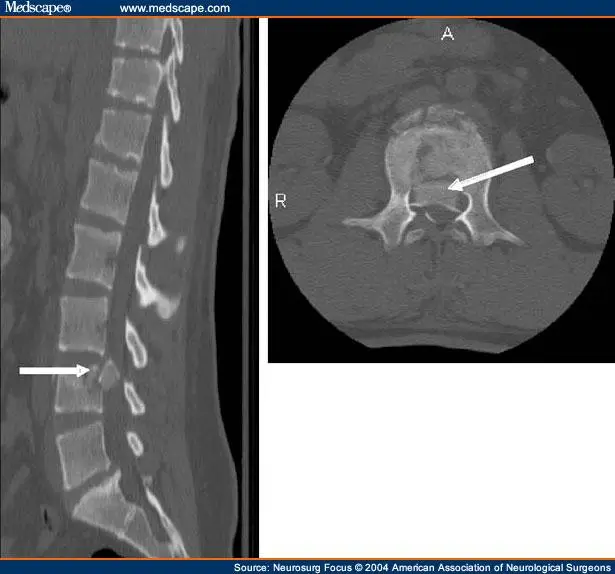 Medscape® www.medscape.com
A
R
Source: Neurosurg Focus © 2004 American Association of Neurological Surgeons